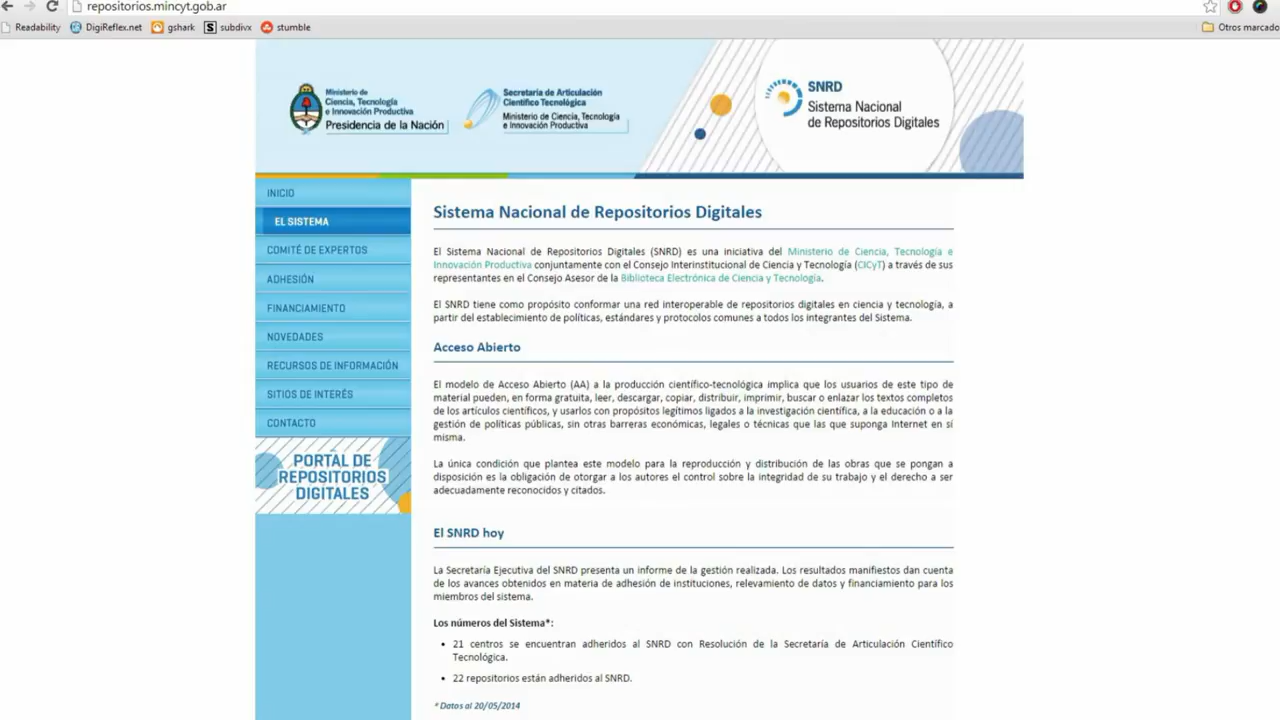 repositorios.mincyt.gob.ar
Readability DigiReflex.net gshark subdivx stumble Otros marcado
Ministerio de
Ciencia, Tecnología
e Innovación Productiva
Presidencia de la Nación
Secretaría de Articulación
Científico Tecnológica
Ministerio de Ciencia, Tecnología
e Innovación Productiva
SNRD
Sistema Nacional
de Repositorios Digitales
INICIO
EL SISTEMA
COMITÉ DE EXPERTOS
ADHESIÓN
FINANCIAMIENTO
NOVEDADES
RECURSOS DE INFORMACIÓN
SITIOS DE INTERÉS
CONTACTO
PORTAL DE
REPOSITORIOS
DIGITALES
Sistema Nacional de Repositorios Digitales
El Sistema Nacional de Repositorios Digitales (SNRD) es una iniciativa del Ministerio de Ciencia, Tecnología e
Innovación Productiva conjuntamente con el Consejo Interinstitucional de Ciencia y Tecnología (CICyT) a través de sus
representantes en el Consejo Asesor de la Biblioteca Electrónica de Ciencia y Tecnología.
El SNRD tiene como propósito conformar una red interoperable de repositorios digitales en ciencia y tecnología, a
partir del establecimiento de políticas, estándares y protocolos comunes a todos los integrantes del Sistema.
Acceso Abierto
El modelo de Acceso Abierto (AA) a la producción científico-tecnológica implica que los usuarios de este tipo de
material pueden, en forma gratuita, leer, descargar, copiar, distribuir, imprimir, buscar o enlazar los textos completos
de los artículos científicos, y usarlos con propósitos legítimos ligados a la investigación científica, a la educación o a la
gestión de políticas públicas, sin otras barreras económicas, legales o técnicas que las que suponga Internet en sí
misma.
La única condición que plantea este modelo para la reproducción y distribución de las obras que se pongan a
disposición es la obligación de otorgar a los autores el control sobre la integridad de su trabajo y el derecho a ser
adecuadamente reconocidos y citados.
El SNRD hoy
La Secretaría Ejecutiva del SNRD presenta un informe de la gestión realizada. Los resultados manifiestos dan cuenta
de los avances obtenidos en materia de adhesión de instituciones, relevamiento de datos y financiamiento para los
miembros del sistema.
Los números del Sistema*:
• 21 centros se encuentran adheridos al SNRD con Resolución de la Secretaría de Articulación Científico
Tecnológica.
• 22 repositorios están adheridos al SNRD.
* Datos al 20/05/2014